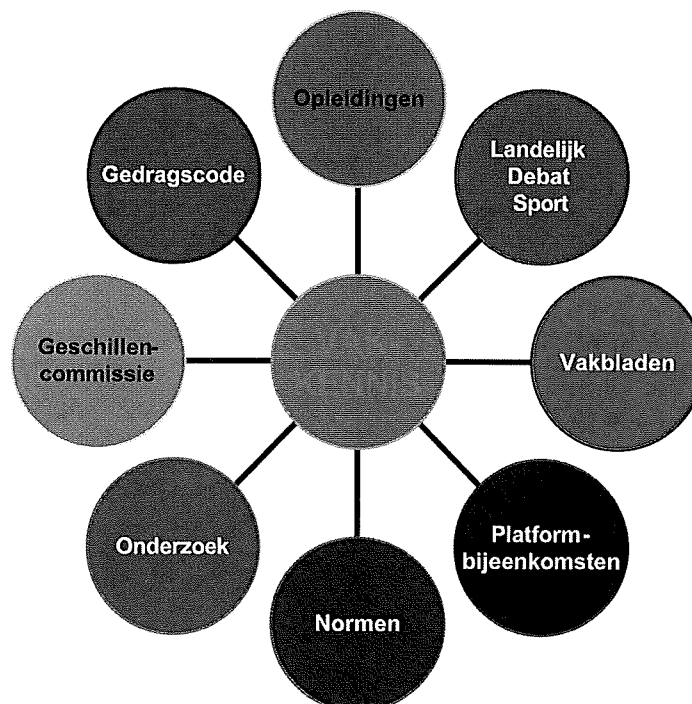 Opleidingen
Landelijk
Debat
Sport
Vakbladen
Platform-
bijeenkomsten
Normen
Onderzoek
Geschillen-
commissie
Gedragscode